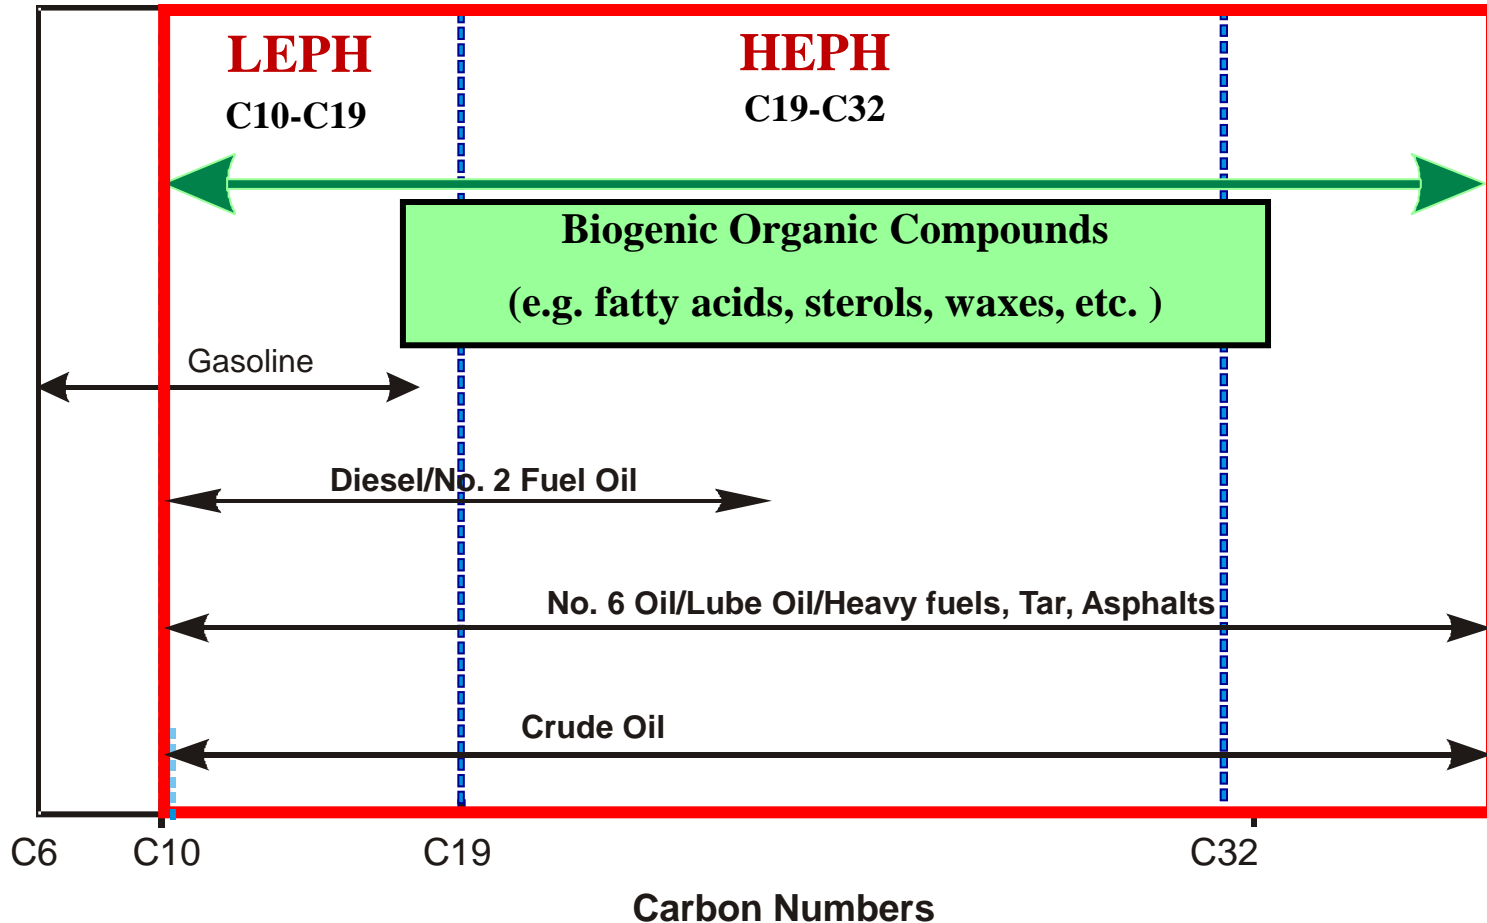 LEPH
C10-C19
HEPH
C19-C32
Biogenic Organic Compounds
(e.g. fatty acids, sterols, waxes, etc. )
Gasoline
Diesel/No. 2 Fuel Oil
No. 6 Oil/Lube Oil/Heavy fuels, Tar, Asphalts
Crude Oil
C6
C10
C19
C32
Carbon Numbers